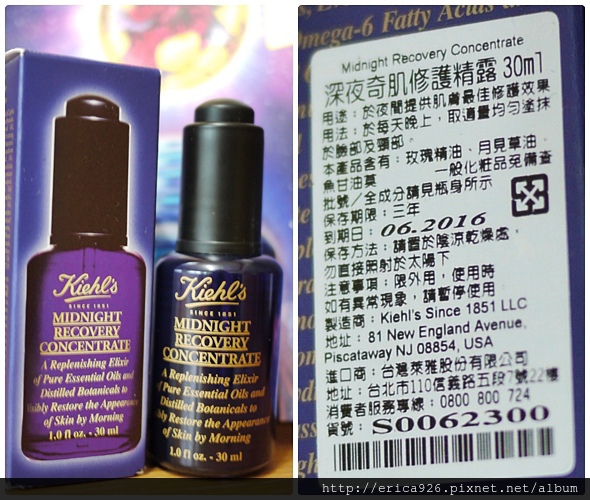 Kiehl's
SINCE 1851
MIDNIGHT
RECOVERY
CONCENTRATE
A Replenishing Elixir
of Pure Essential Oils and
Distilled Botanicals to
Visibly Restore the Appearance
of Skin by Morning
1.0 fl. oz. - 30 ml
Kiehl's
SINCE 1851
MIDNIGHT
RECOVERY
CONCENTRATE
A Replenishing Elixir
of Pure Essential Oils and
Distilled Botanicals to
Visibly Restore the Appearance
of Skin by Morning
1.0 fl. oz. - 30 ml
Omega-6 Fatty Acids
Midnight Recovery Concentrate
深夜奇肌修護精露 30ml
用途：於夜間提供肌膚最佳修護效果
用法：於每天晚上，取適量均勻塗抹
於臉部及頸部。
本產品含有：玫瑰精油、月見草油、
魚甘油莫 一般化粧品免備查
批號／全成分請見瓶身所示
保存期限：三年
到期日：06.2016
保存方法：請置於陰涼乾燥處，
勿直接照射於太陽下
注意事項：限外用，使用時
如有異常現象，請暫停使用
製造商：Kiehl's Since 1851 LLC
地址：81 New England Avenue,
Piscataway NJ 08854, USA
進口商：台灣萊雅股份有限公司
地址：台北市110信義路五段7號22樓
消費者服務專線：0800 800 724
貨號：S0062300
http://erica926.pixnet.net/album